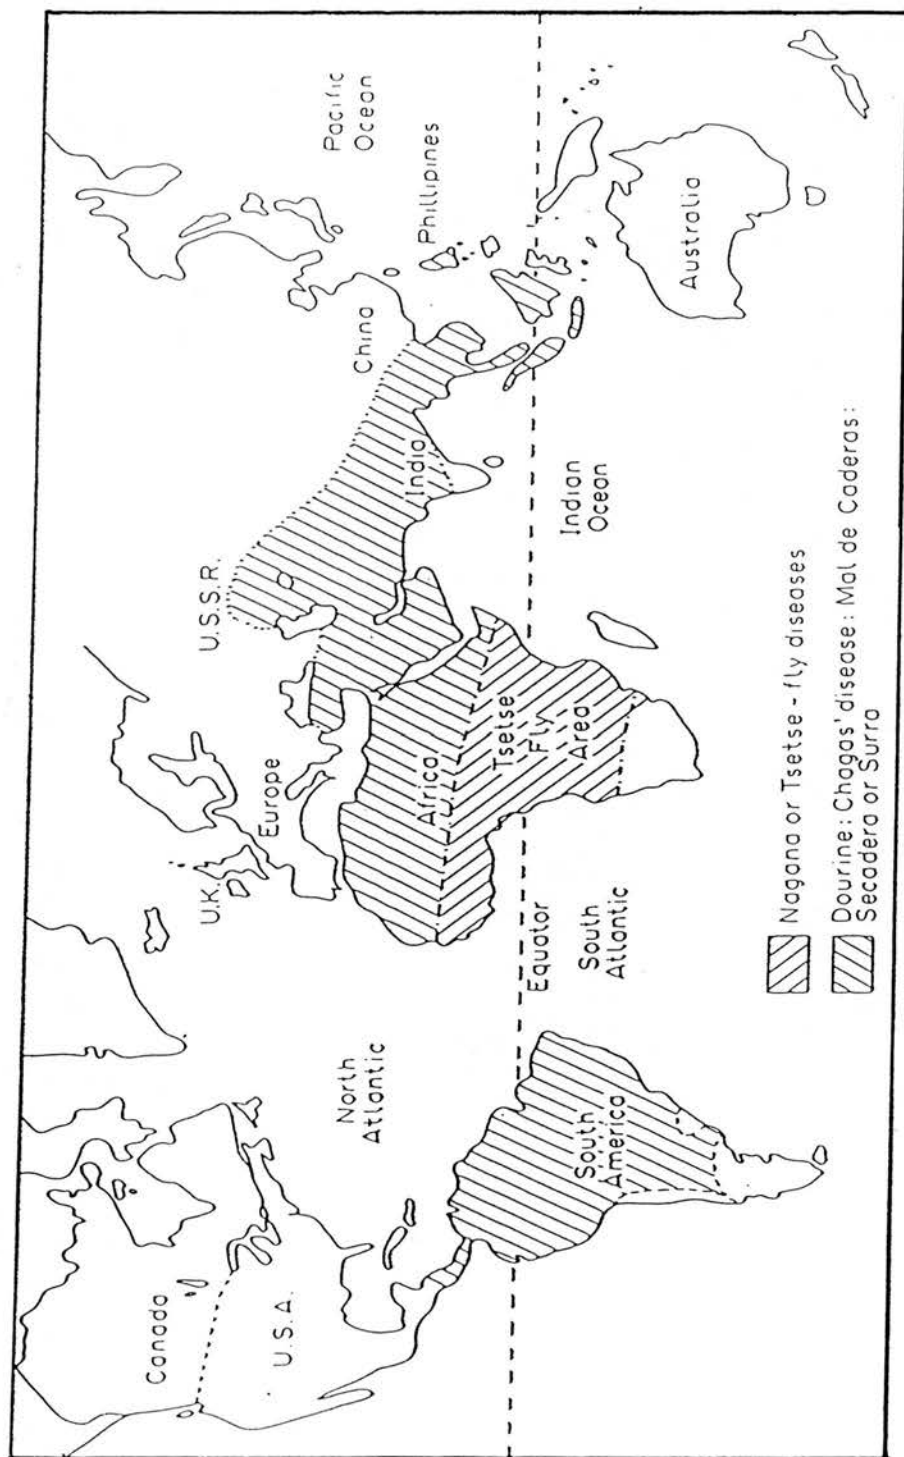 Canada
U.S.A.
North
Atlantic
South
America
U.K.
Europe
U.S.S.R.
Africa
Tsetse
Fly
Area
Equator
South
Atlantic
China
India
Indian
Ocean
Pacific
Ocean
Phillipines
Australia
Nagana or Tsetse - fly diseases
Dourine : Chagas' disease : Mal de Caderas :
Secadera or Surra